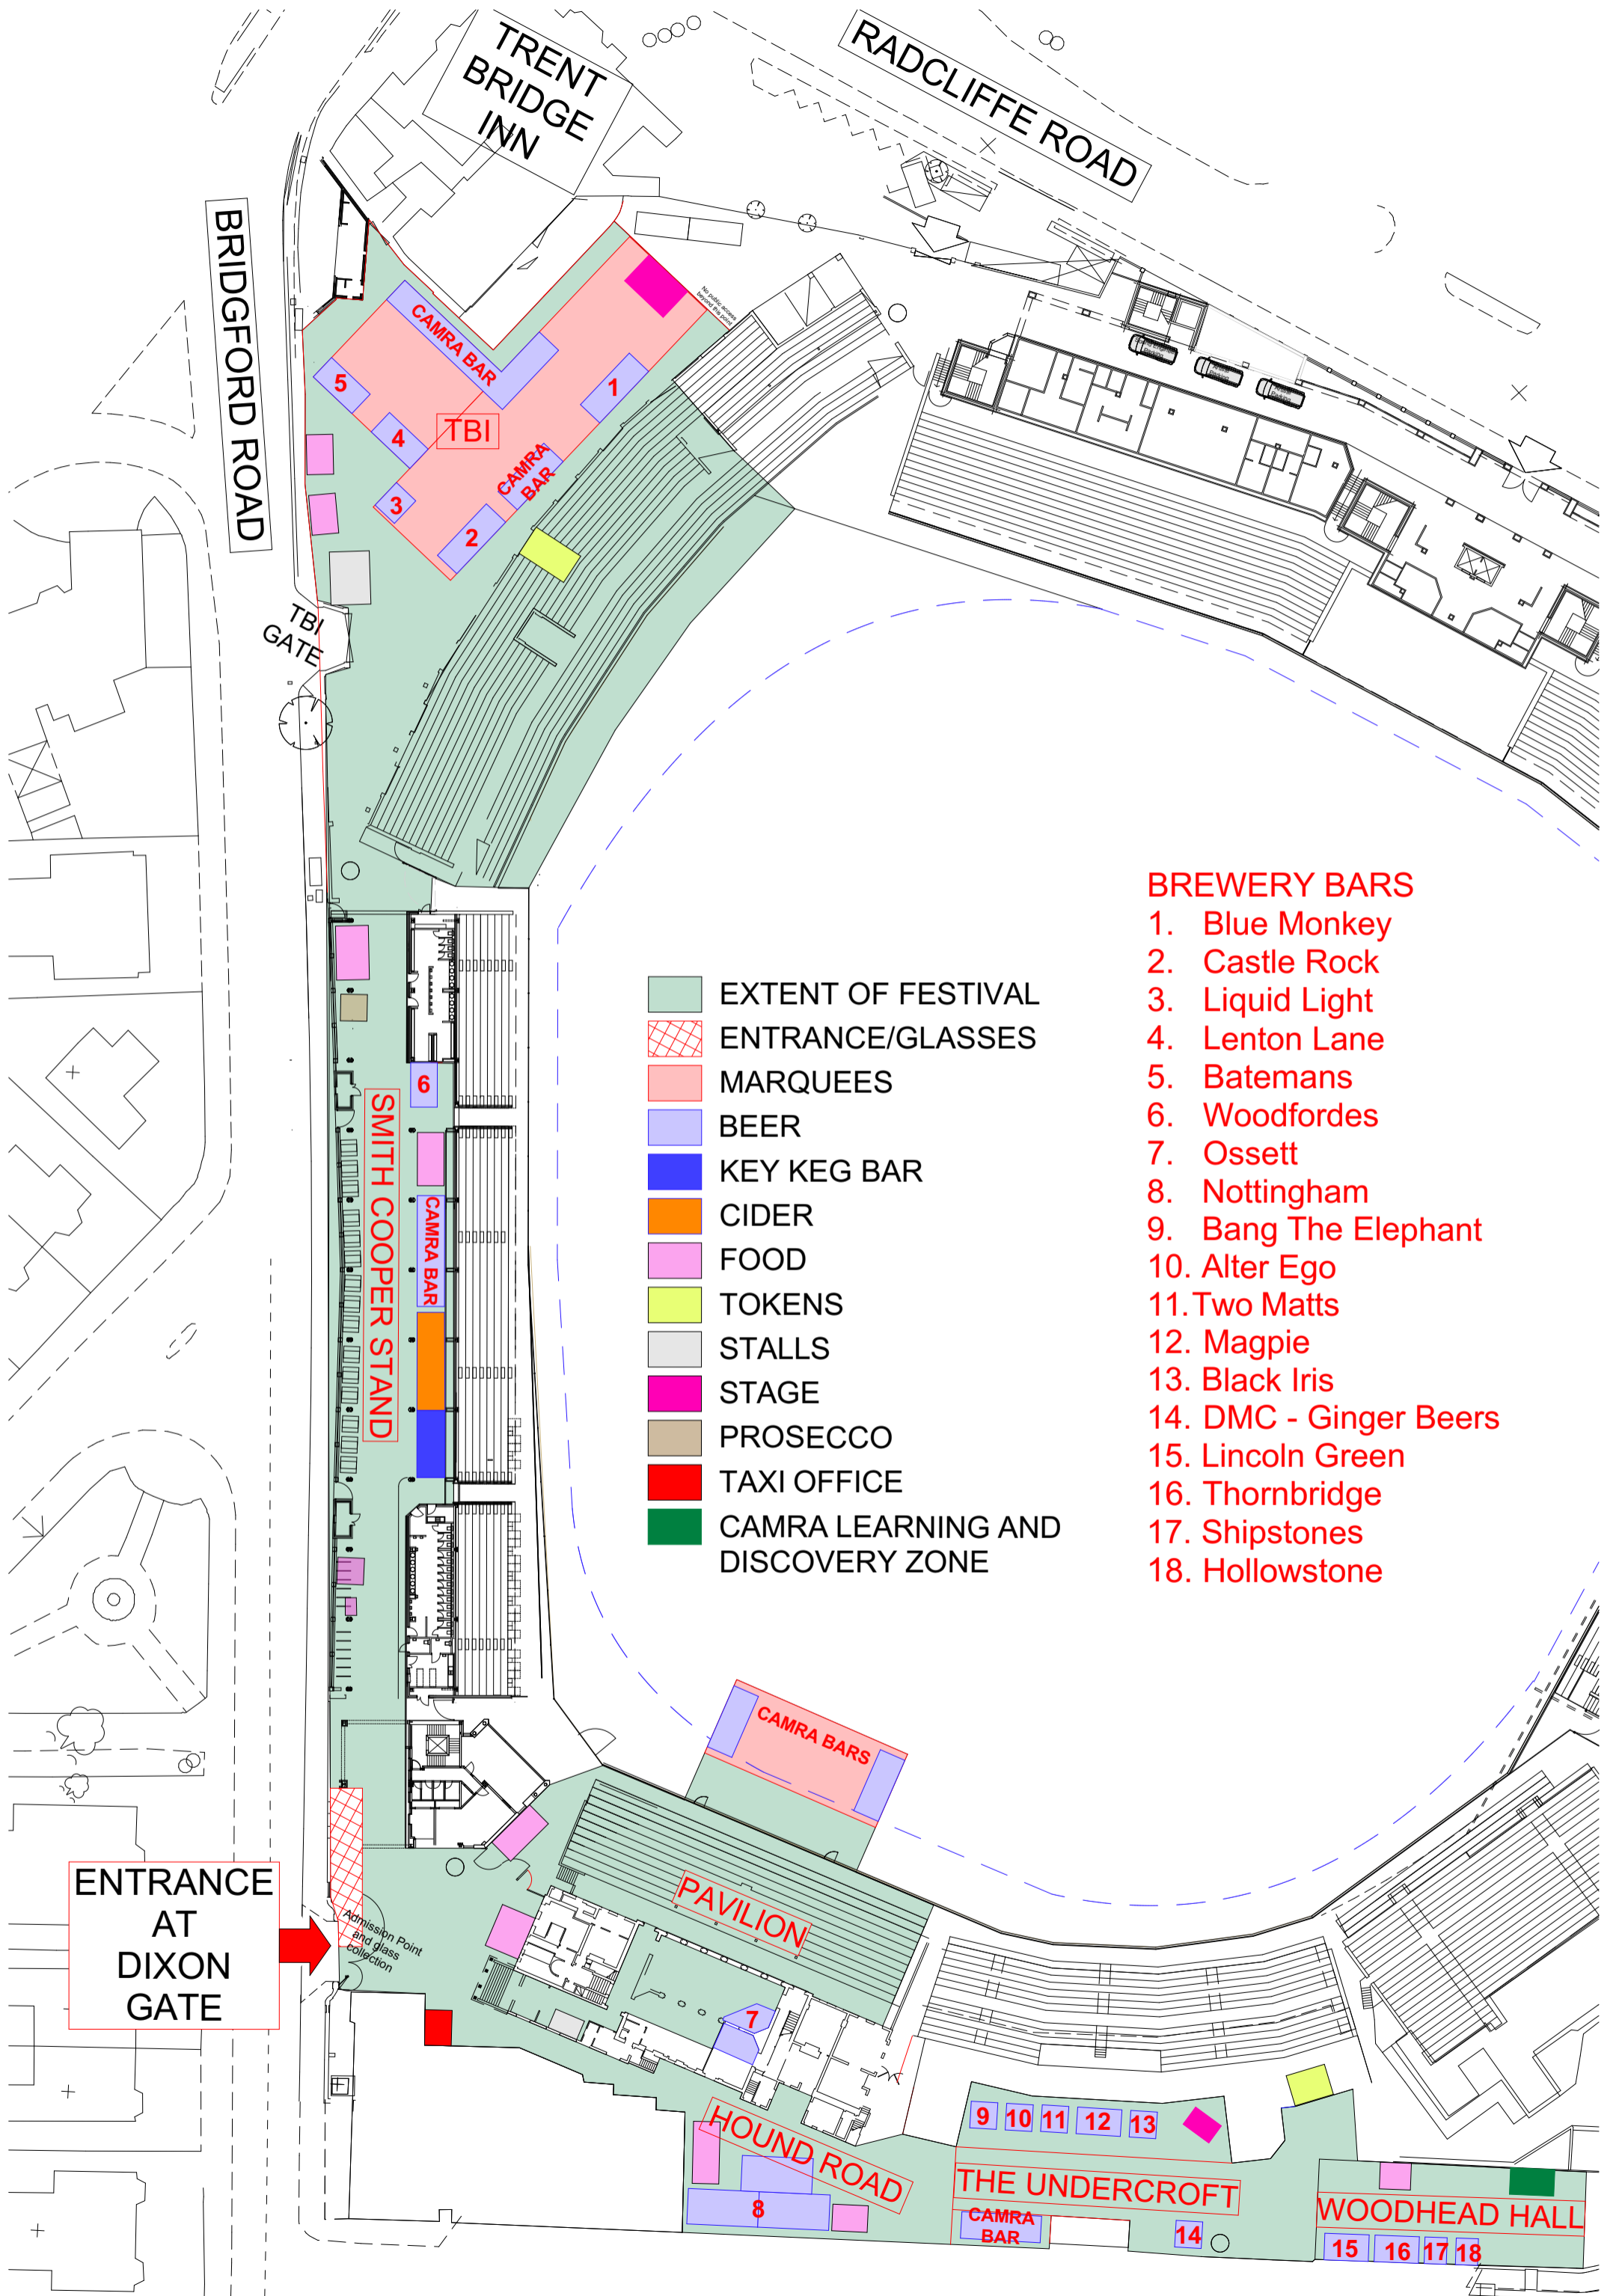 TRENT
BRIDGE
INN
RADCLIFFE ROAD
BRIDGFORD ROAD
No public access
beyond this point
CAMRA BAR
5
1
4
TBI
CAMRA
BAR
3
2
TBI
GATE
6
SMITH COOPER STAND
CAMRA BAR
EXTENT OF FESTIVAL
ENTRANCE/GLASSES
MARQUEES
BEER
KEY KEG BAR
CIDER
FOOD
TOKENS
STALLS
STAGE
PROSECCO
TAXI OFFICE
CAMRA LEARNING AND
DISCOVERY ZONE
BREWERY BARS
1. Blue Monkey
2. Castle Rock
3. Liquid Light
4. Lenton Lane
5. Batemans
6. Woodfordes
7. Ossett
8. Nottingham
9. Bang The Elephant
10. Alter Ego
11. Two Matts
12. Magpie
13. Black Iris
14. DMC - Ginger Beers
15. Lincoln Green
16. Thornbridge
17. Shipstones
18. Hollowstone
CAMRA BARS
ENTRANCE
AT
DIXON
GATE
Admission Point
and glass
collection
PAVILION
7
HOUND ROAD
8
9 10 11 12 13
THE UNDERCROFT
CAMRA
BAR
14
WOODHEAD HALL
15 16 17 18